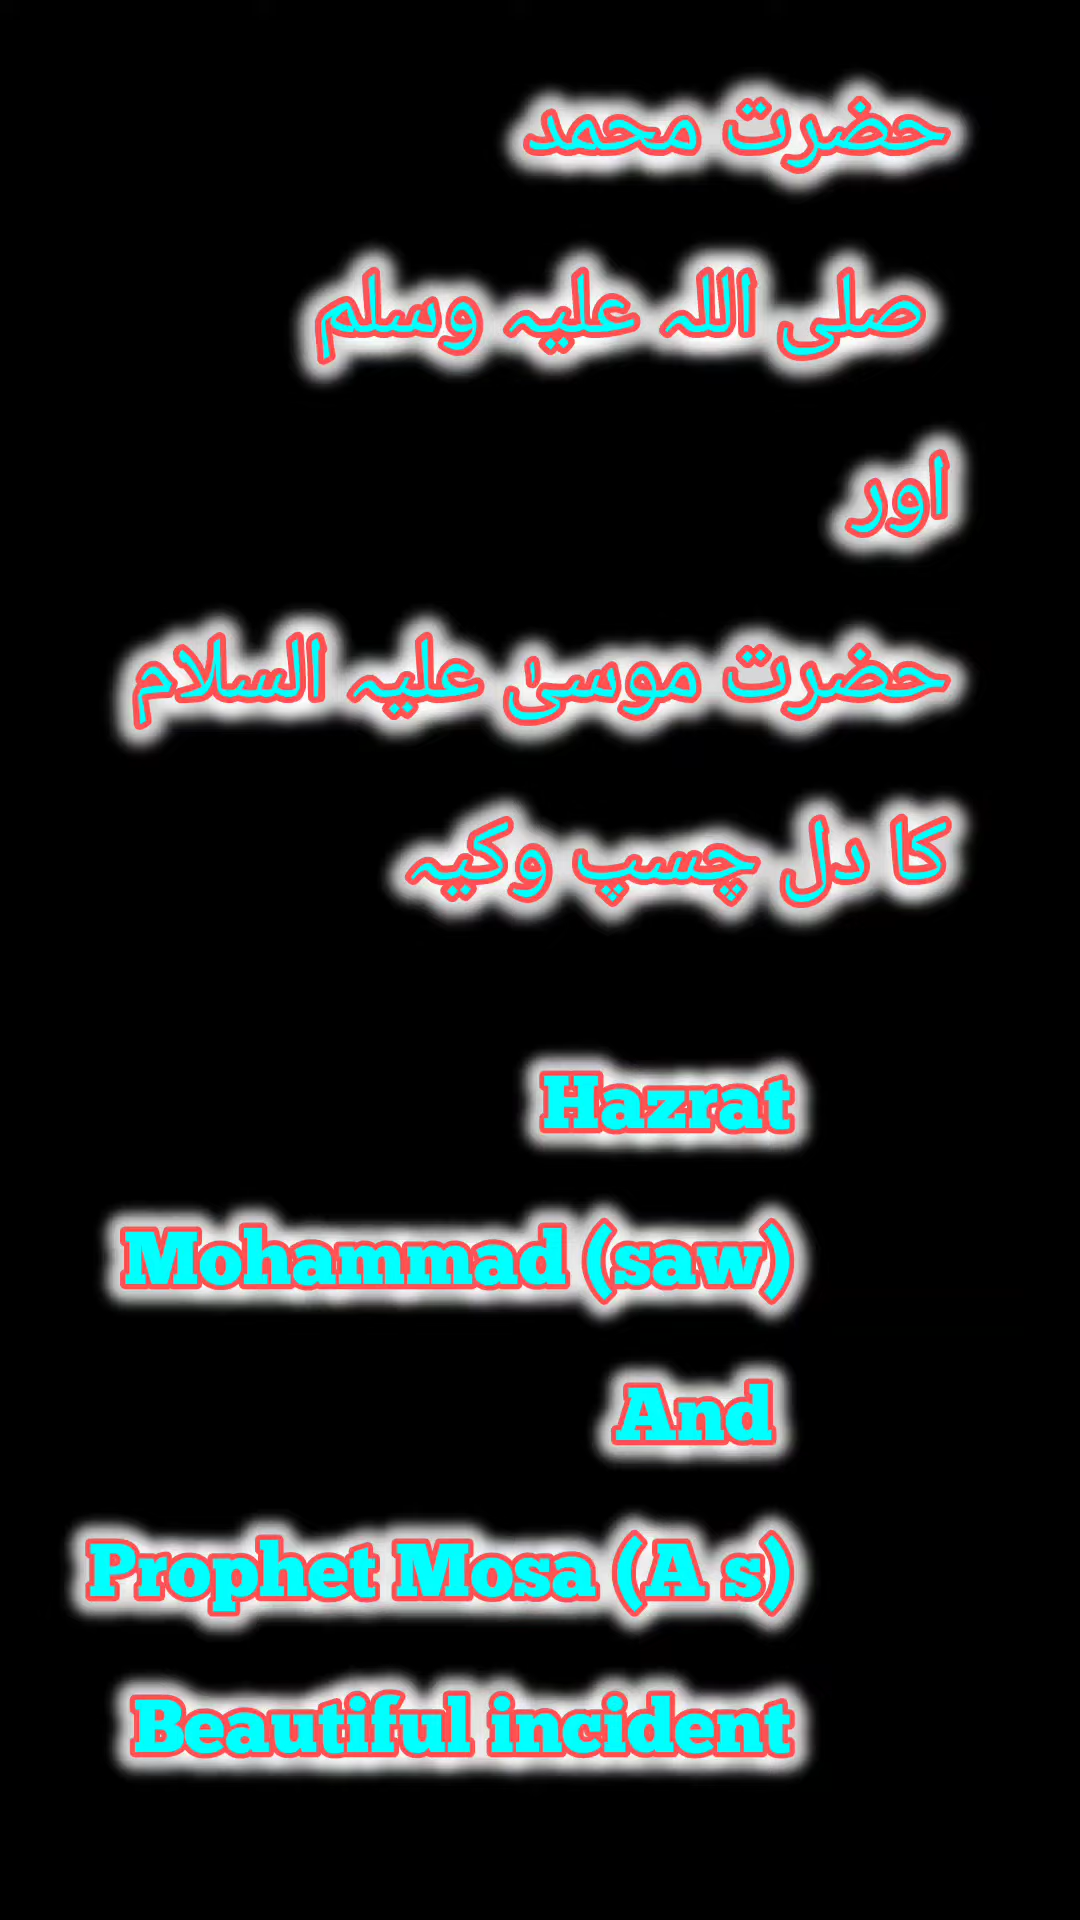 حضرت محمد
صلی اللہ علیہ وسلم
اور
حضرت موسیٰ علیہ السلام
کا دل چسپ وکیہ
Hazrat
Mohammad (saw)
And
Prophet Mosa (A s)
Beautiful incident